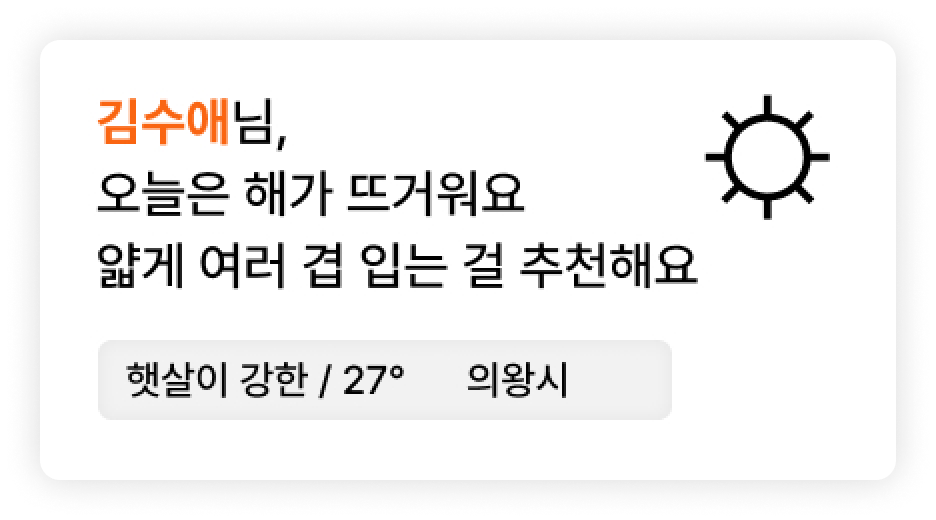 김수애님,
오늘은 해가 뜨거워요
얇게 여러 겹 입는 걸 추천해요
햇살이 강한 / 27° 의왕시